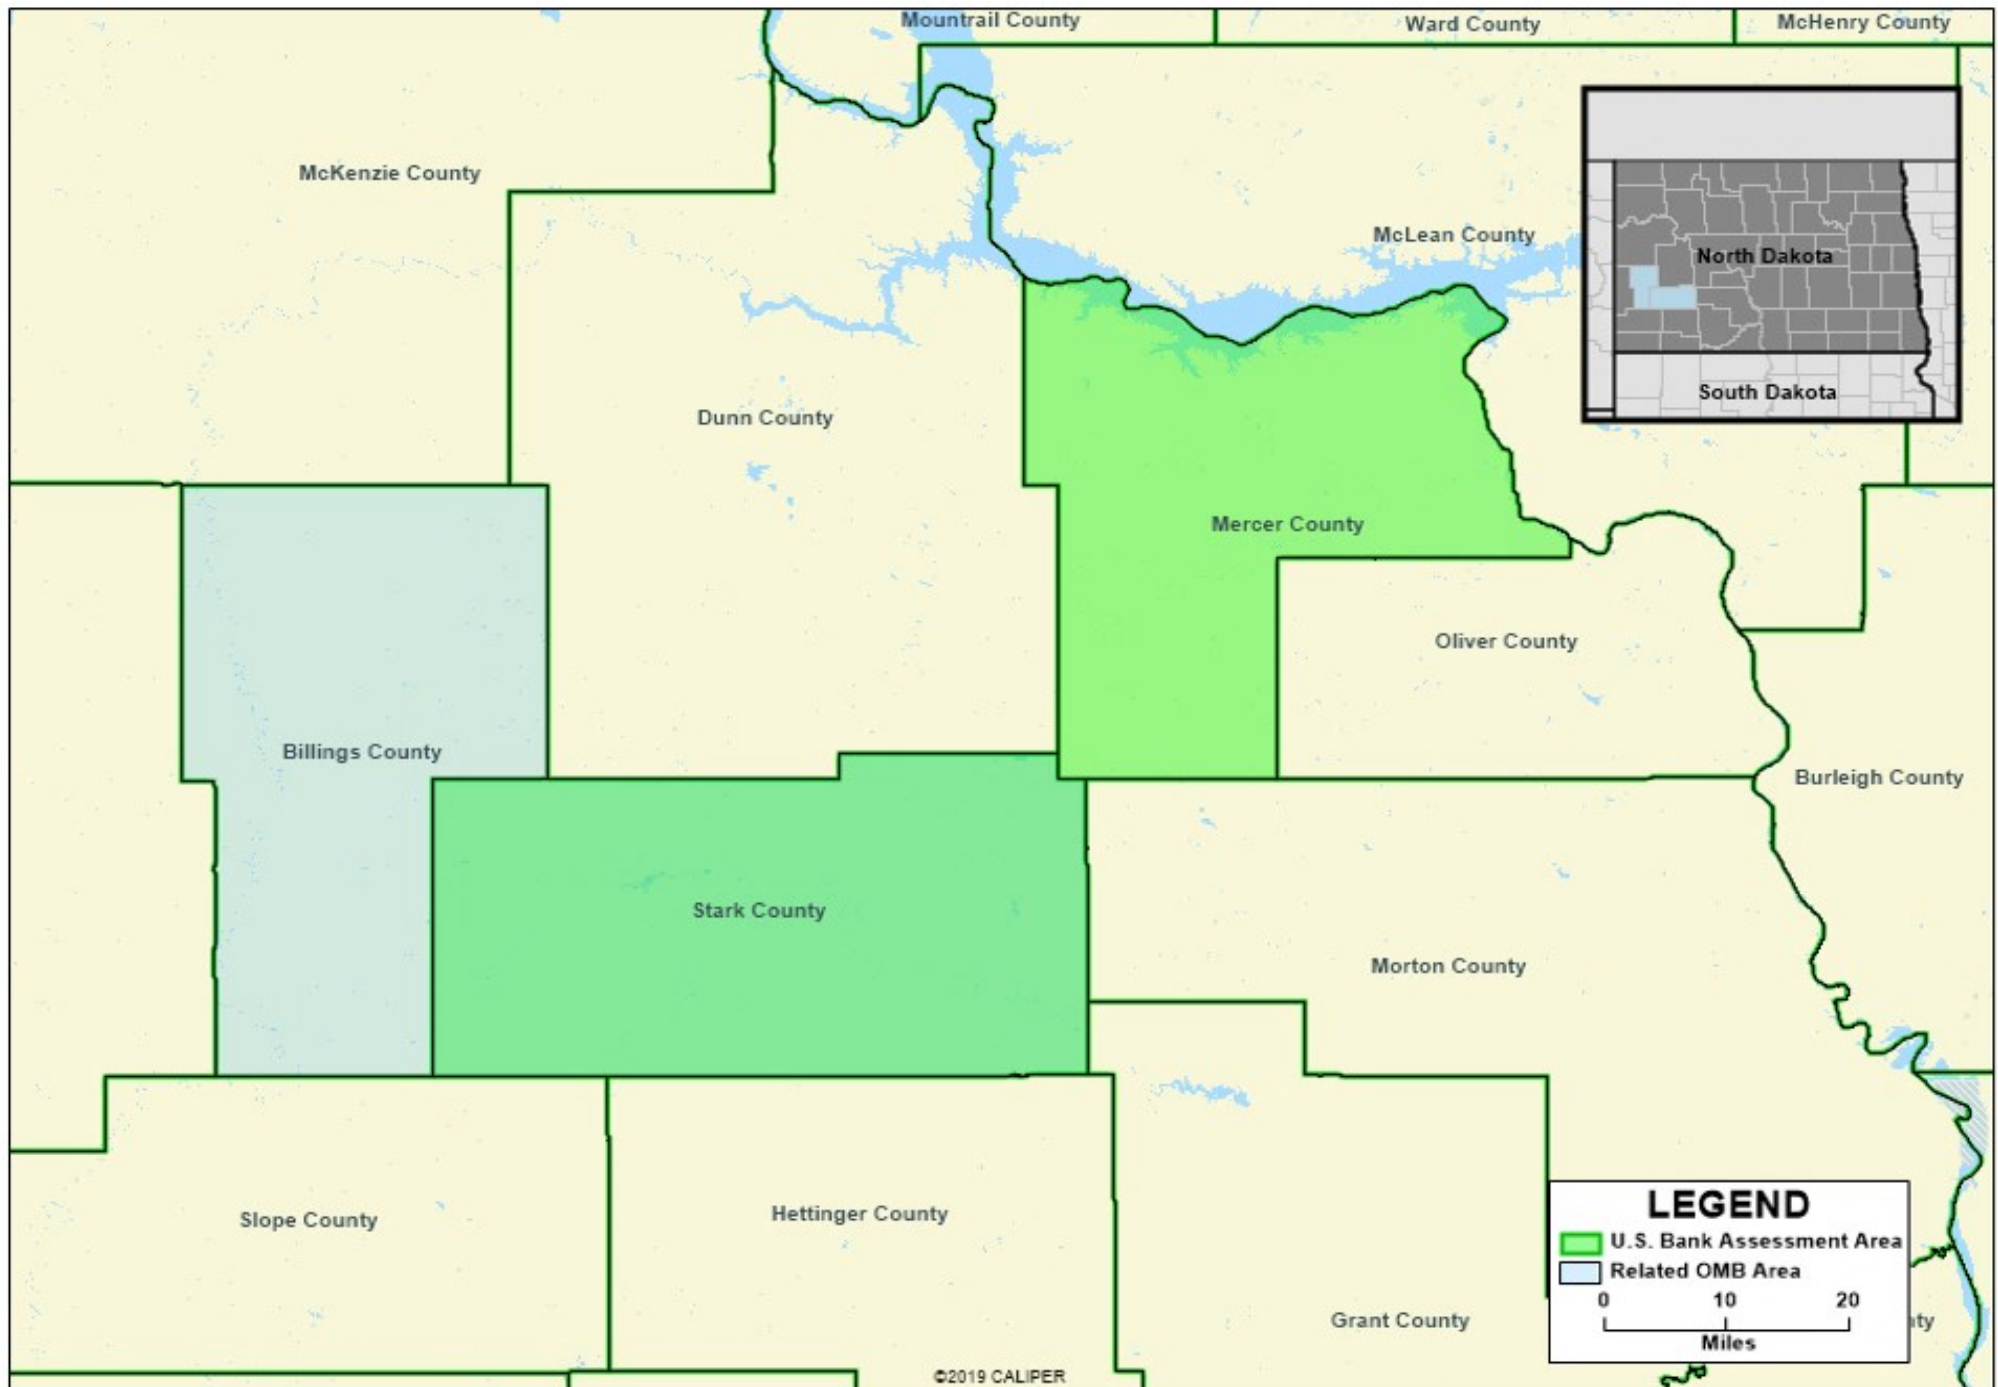 Mountrail County
Ward County
McHenry County
McKenzie County
McLean County
North Dakota
South Dakota
Dunn County
Mercer County
Oliver County
Billings County
Burleigh County
Stark County
Morton County
Slope County
Hettinger County
Grant County
LEGEND
U.S. Bank Assessment Area
Related OMB Area
0 10 20
Miles
©2019 CALIPER